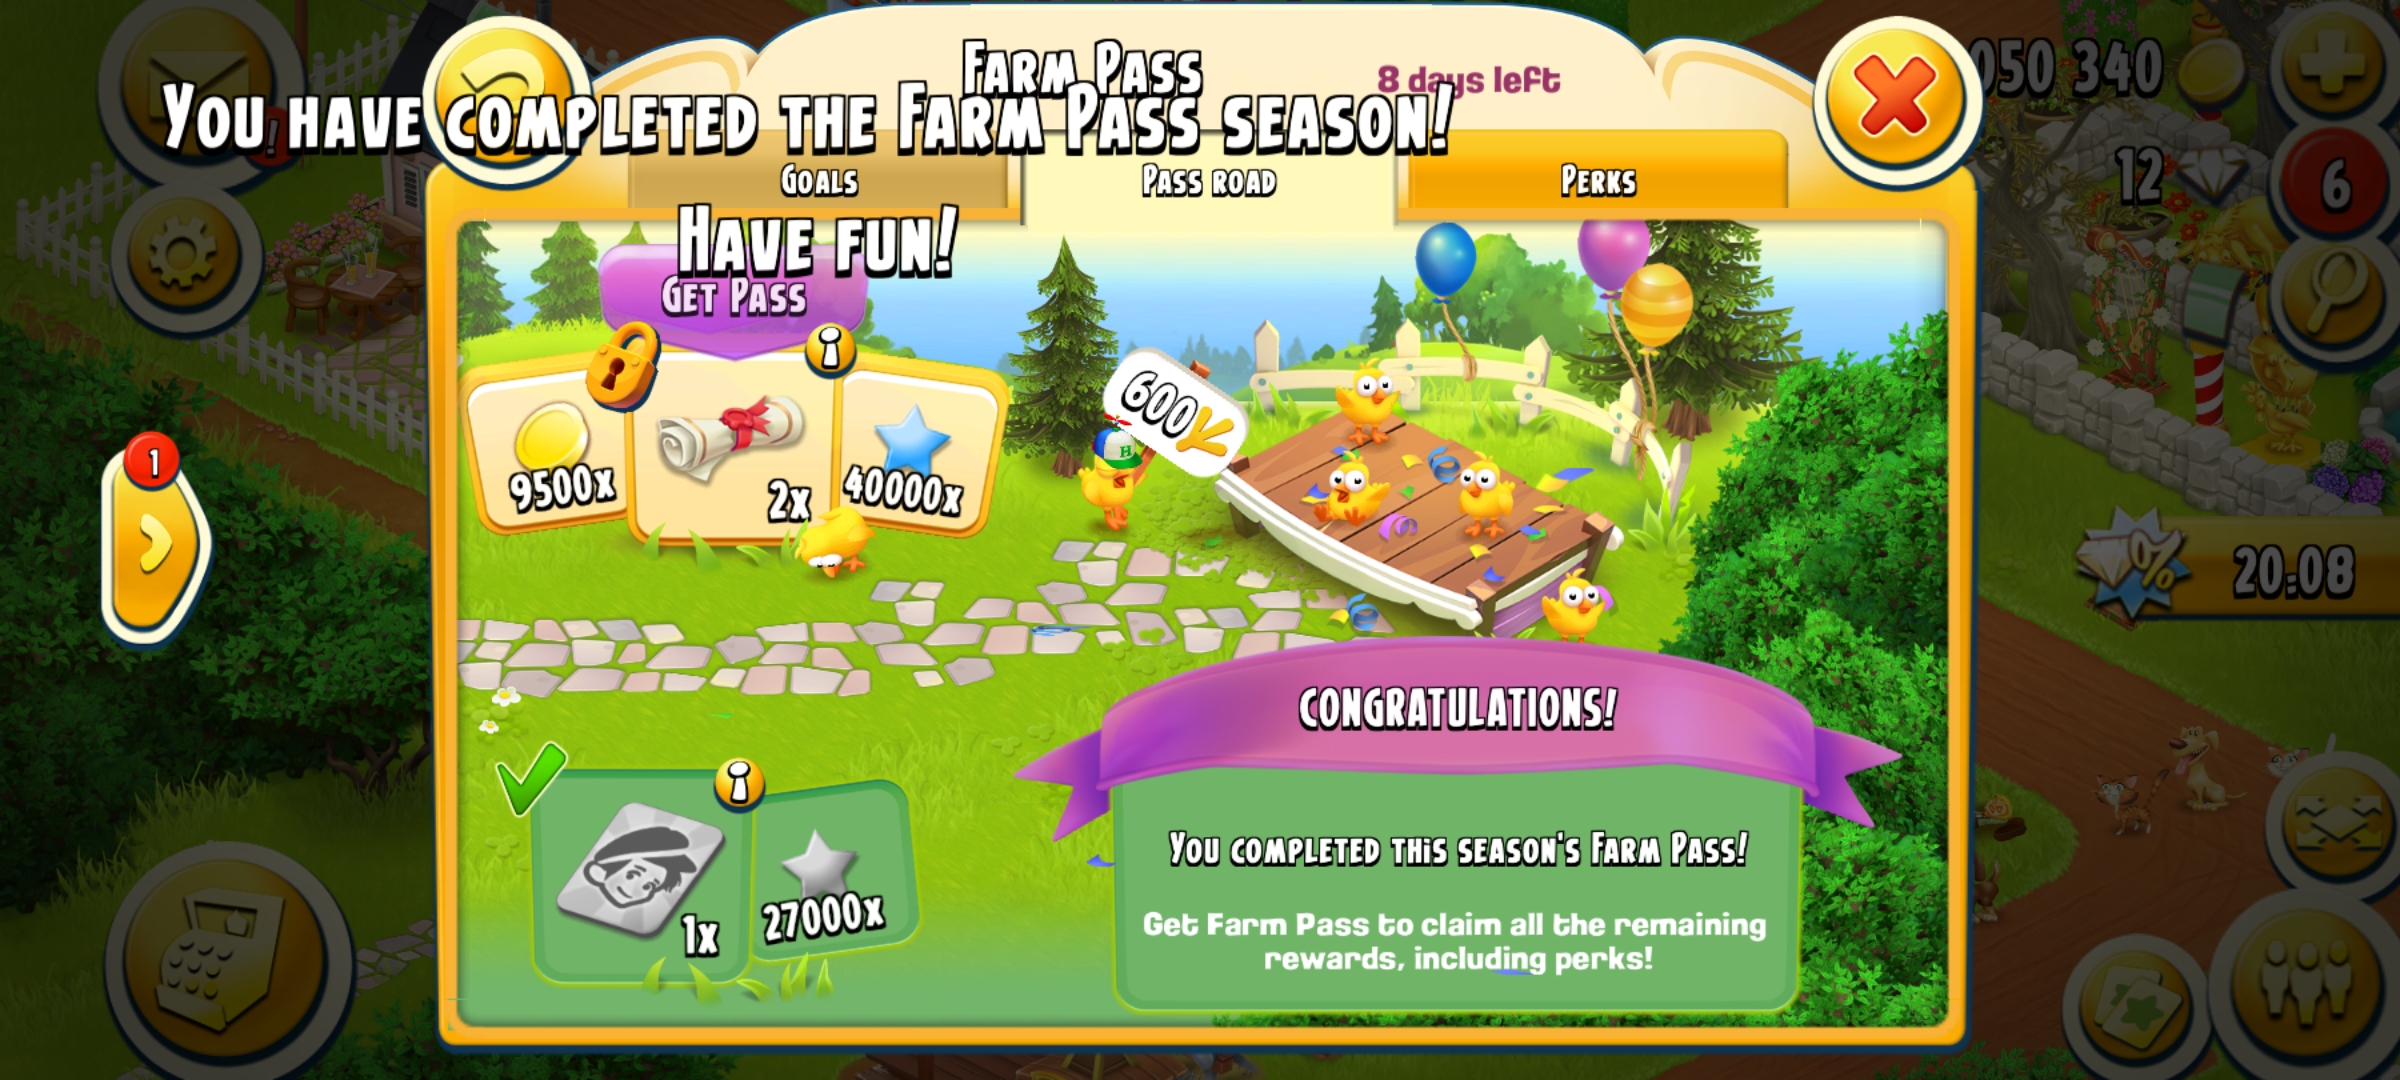 FARM PASS
8 days left
050 340
YOU HAVE COMPLETED THE FARM PASS SEASON!
GOALS
PASS ROAD
PERKS
12
6
HAVE FUN!
GET PASS
600
H
1
9500x
2x
40000x
%
20:08
CONGRATULATIONS!
YOU COMPLETED THIS SEASON'S FARM PASS!
1x
27000x
Get Farm Pass to claim all the remaining
rewards, including perks!